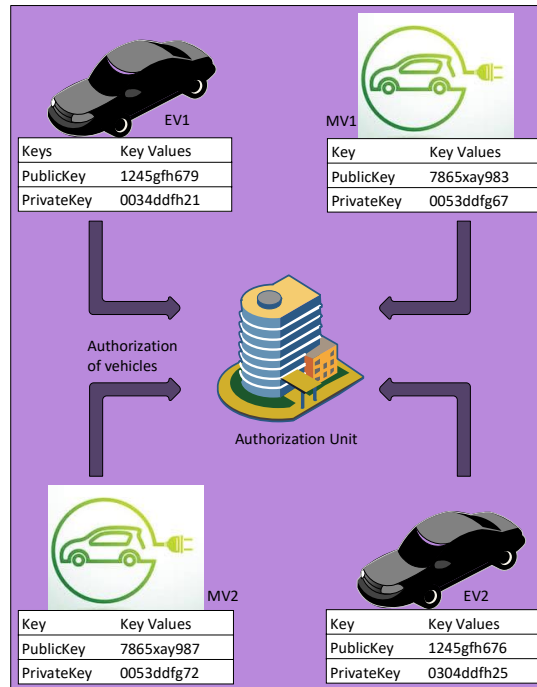 EV1
Keys Key Values
PublicKey 1245gfh679
PrivateKey 0034ddfh21
MV1
Key Key Values
PublicKey 7865xay983
PrivateKey 0053ddfg67
Authorization
of vehicles
Authorization Unit
MV2
Key Key Values
PublicKey 7865xay987
PrivateKey 0053ddfg72
EV2
Key Key Values
PublicKey 1245gfh676
PrivateKey 0304ddfh25